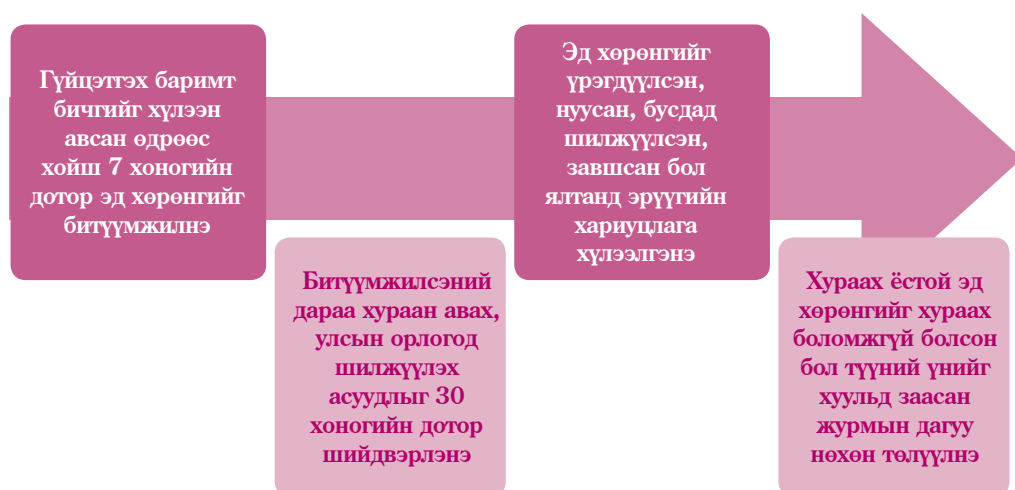 Гүйцэтгэх баримт
бичгийг хүлээн
авсан өдрөөс
хойш 7 хоногийн
дотор эд хөрөнгийг
битүүмжилнэ
Битүүмжилсэний
дараа хураан авах,
улсын орлогод
шилжүүлэх
асуудлыг 30
хоногийн дотор
шийдвэрлэнэ
Эд хөрөнгийг
үрэгдүүлсэн,
нуусан, бусдад
шилжүүлсэн,
завшсан бол
ялтанд эрүүгийн
хариуцлага
хүлээлгэнэ
Хураах ёстой эд
хөрөнгийг хураах
боломжгүй болсон
бол түүний үнийг
хуульд заасан
журмын дагуу
нөхөн төлүүлнэ